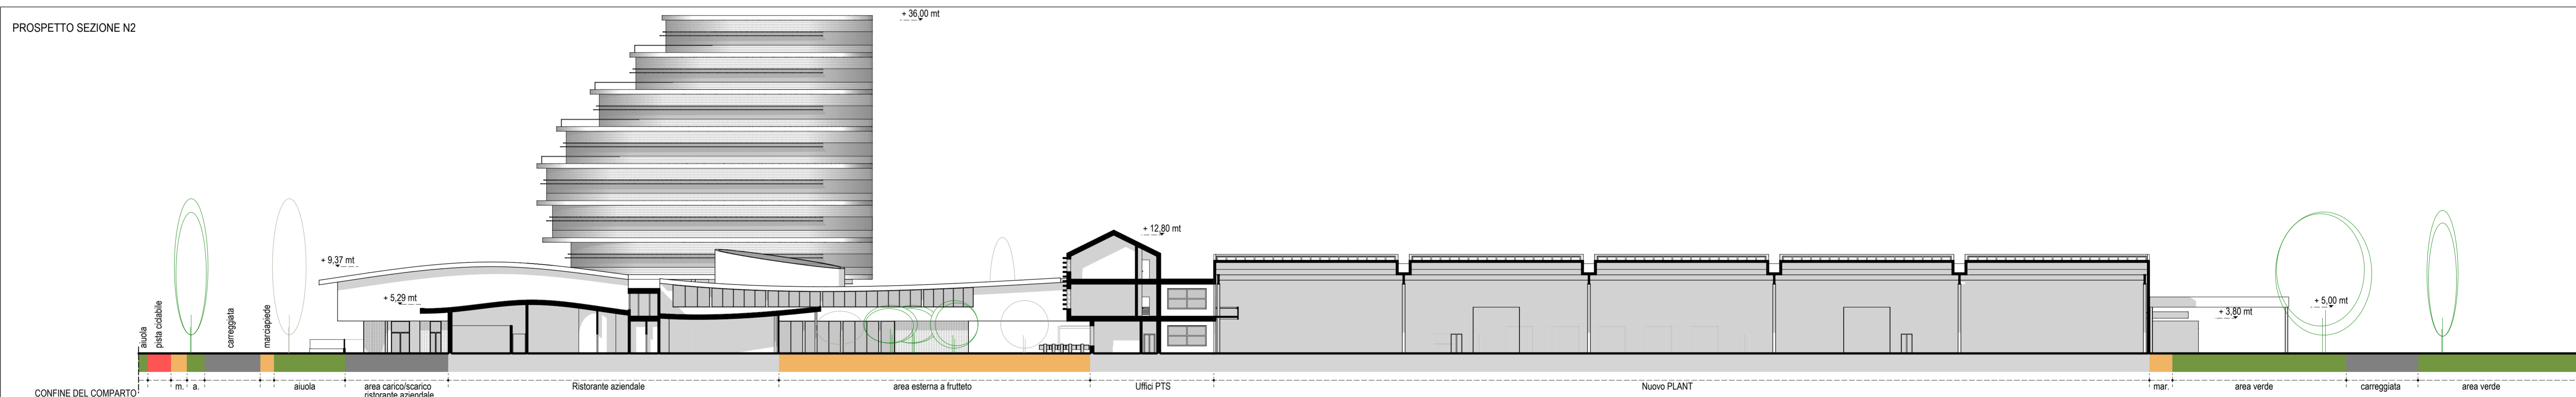 PROSPETTO SEZIONE N2
+ 36,00 mt
+ 12,80 mt
+ 9,37 mt
+ 5,29 mt
+ 5,00 mt
+ 3,80 mt
aiuola
pista ciclabile
carreggiata
marciapiede
CONFINE DEL COMPARTO
m.
a.
aiuola
area carico/scarico
ristorante aziendale
Ristorante aziendale
area esterna a frutteto
Uffici PTS
Nuovo PLANT
mar.
area verde
carreggiata
area verde